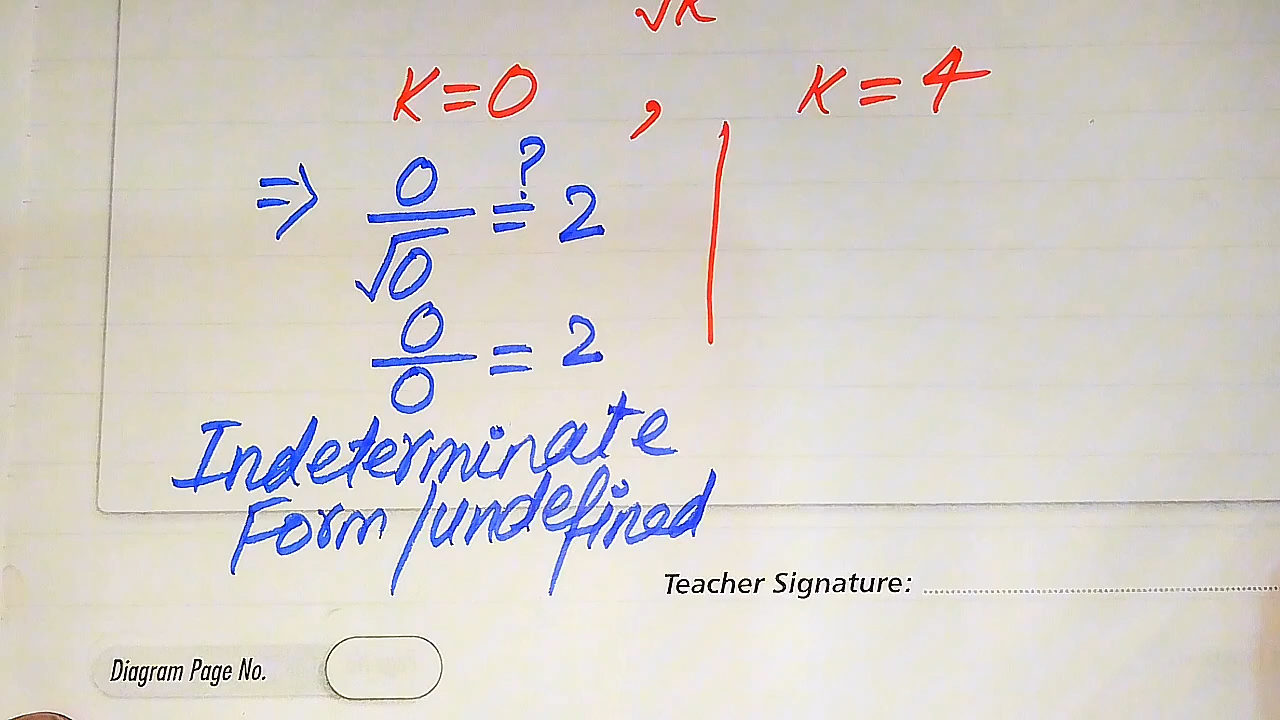 √K
K=0 , K=4
=> 0/√0 ?= 2
0/0 = 2
Indeterminate
Form/undefined
Teacher Signature: ........................
Diagram Page No.